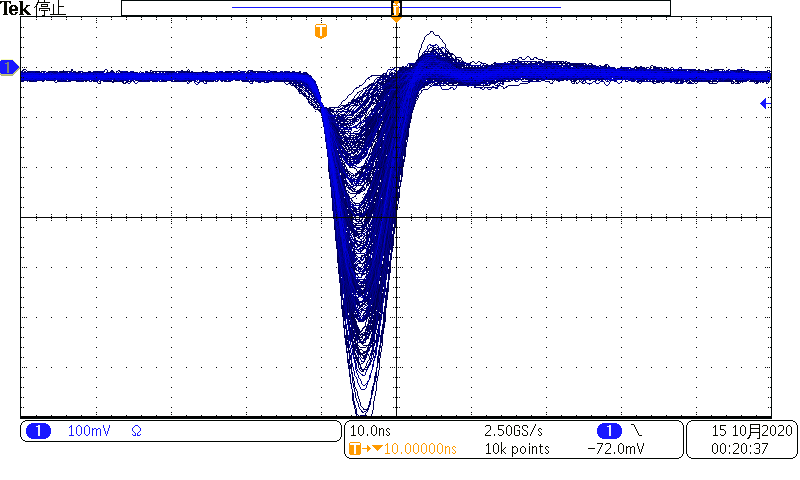 Tek 停止
T
T
1
1 100mV Ω
10.0ns 2.50GS/s 1
T→▼10.00000ns 10k points −72.0mV
15 10月2020
00:20:37